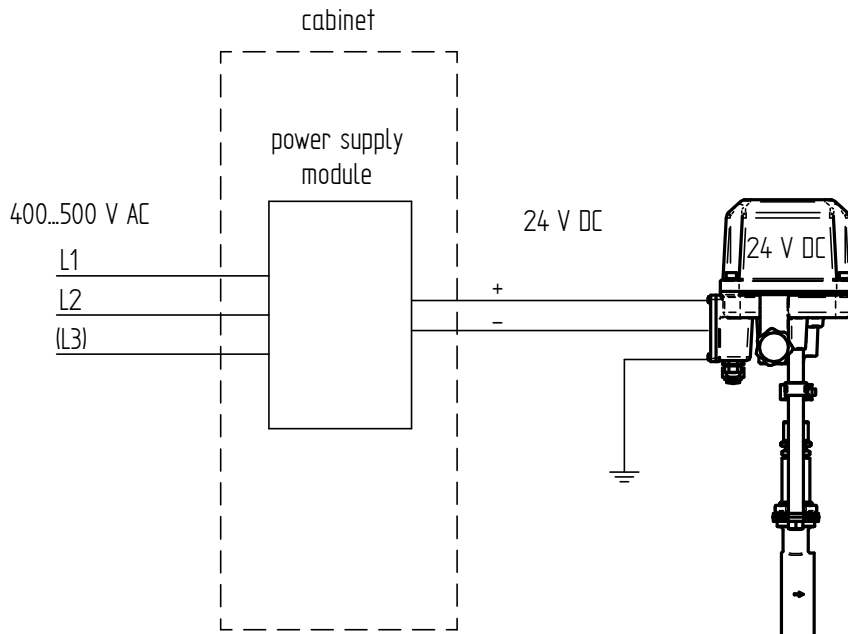 cabinet
power supply
module
400...500 V AC
24 V DC
24 V DC
L1
L2
(L3)
+
–